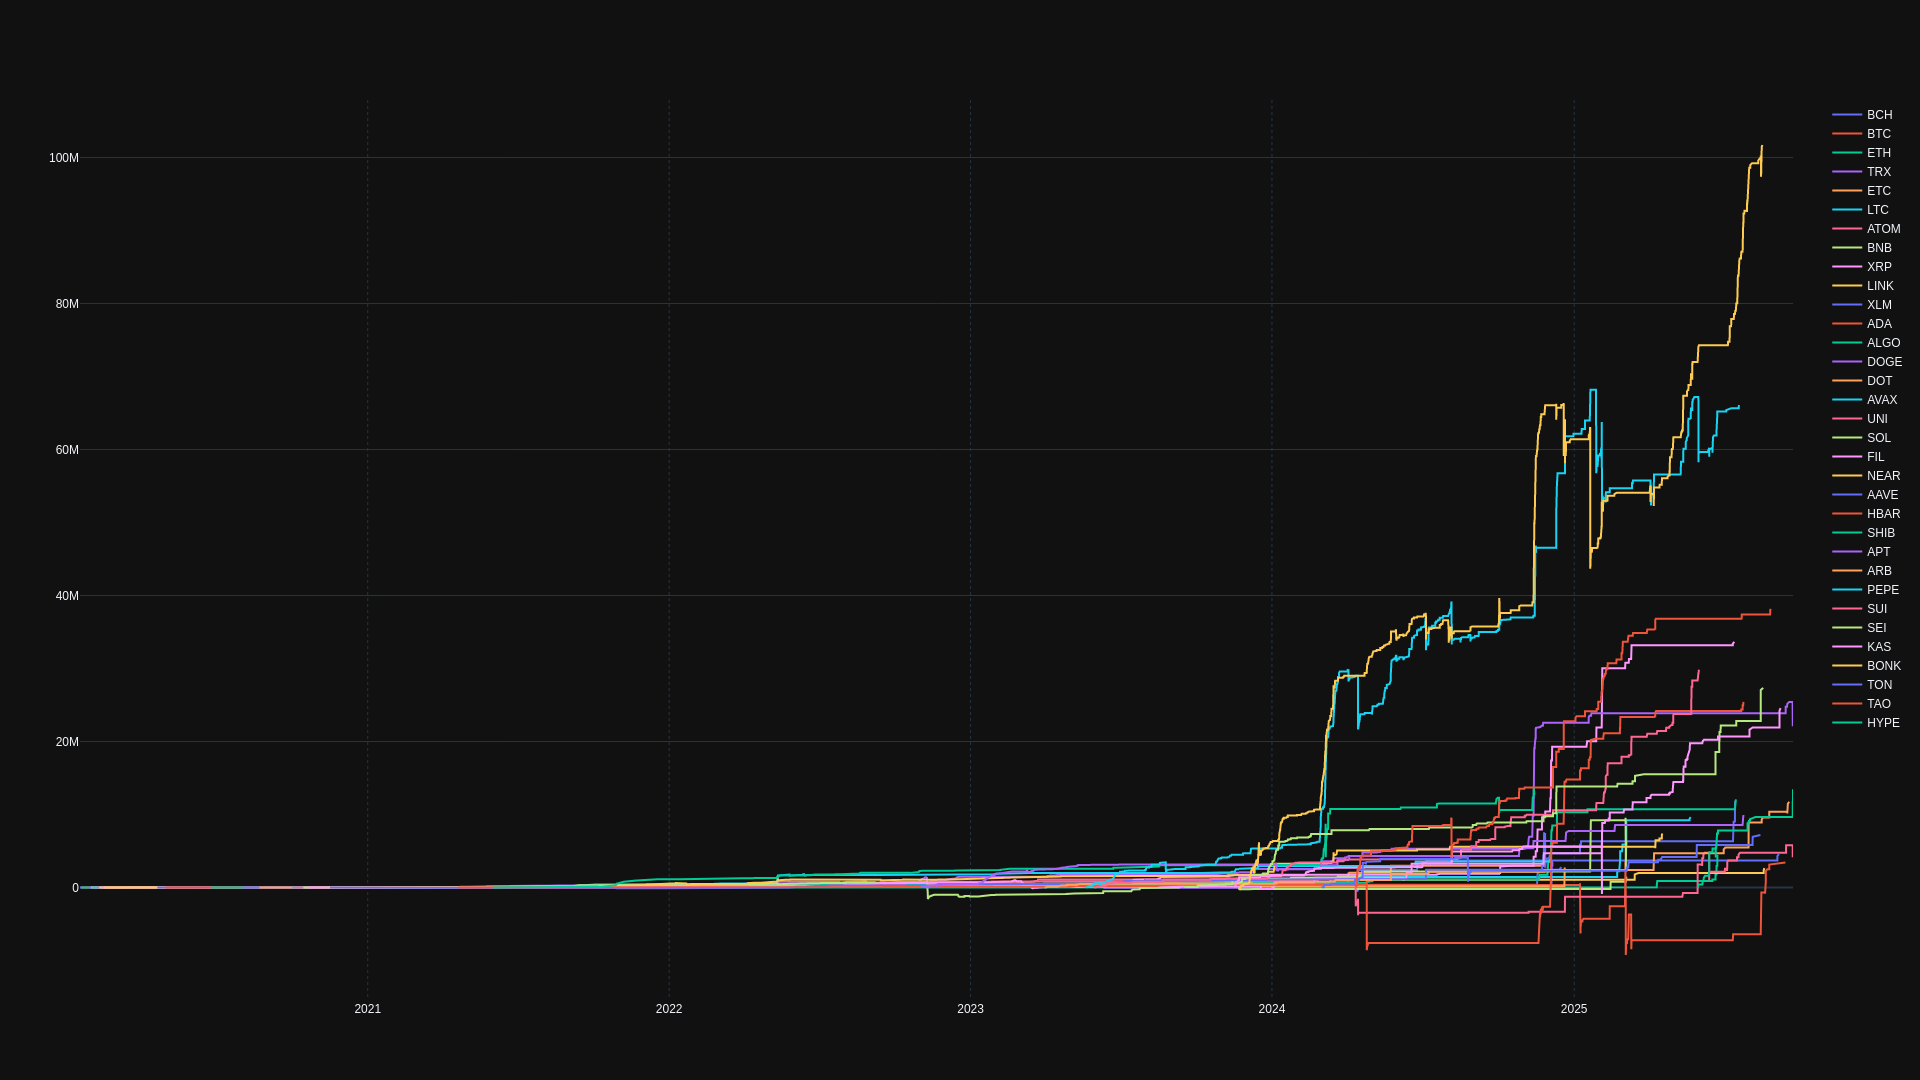 100M
80M
60M
40M
20M
0
2021
2022
2023
2024
2025
BCH
BTC
ETH
TRX
ETC
LTC
ATOM
BNB
XRP
LINK
XLM
ADA
ALGO
DOGE
DOT
AVAX
UNI
SOL
FIL
NEAR
AAVE
HBAR
SHIB
APT
ARB
PEPE
SUI
SEI
KAS
BONK
TON
TAO
HYPE